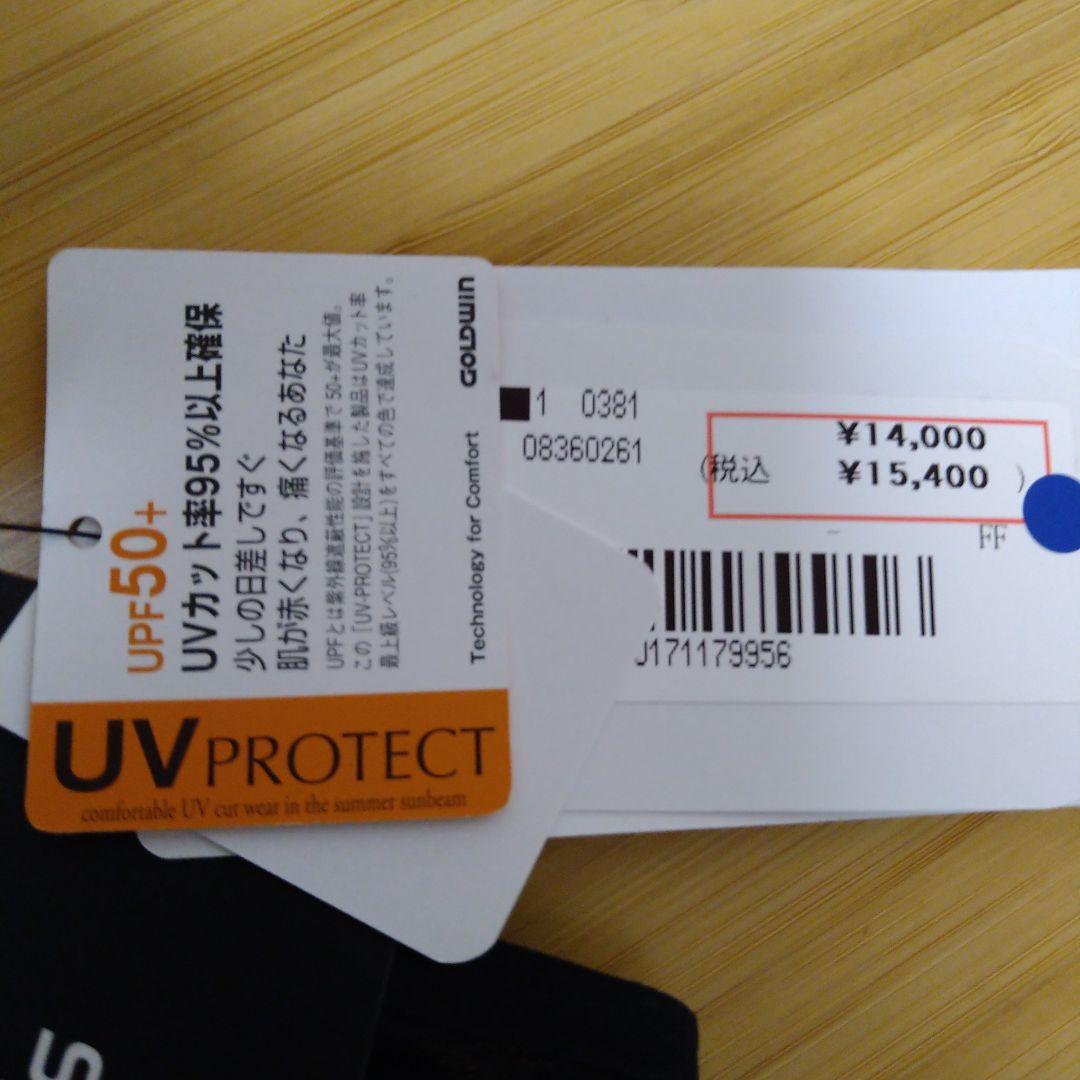 UPF50+
UVカット率95%以上確保
少しの日差しですぐ
肌が赤くなり、痛くなるあなた
UPFとは紫外線遮蔽性能の評価基準で50+が最大値。
この「UV-PROTECT」設計を施した製品はUVカット率
最上級レベル(95%以上)をすべての色で達成しています。
Technology for Comfort GOLDWIN
UV PROTECT
comfortable UV cut wear in the summer sunbeam
1 0381
08360261
¥14,000
(税込 ¥15,400 )
FF
J171179956
S